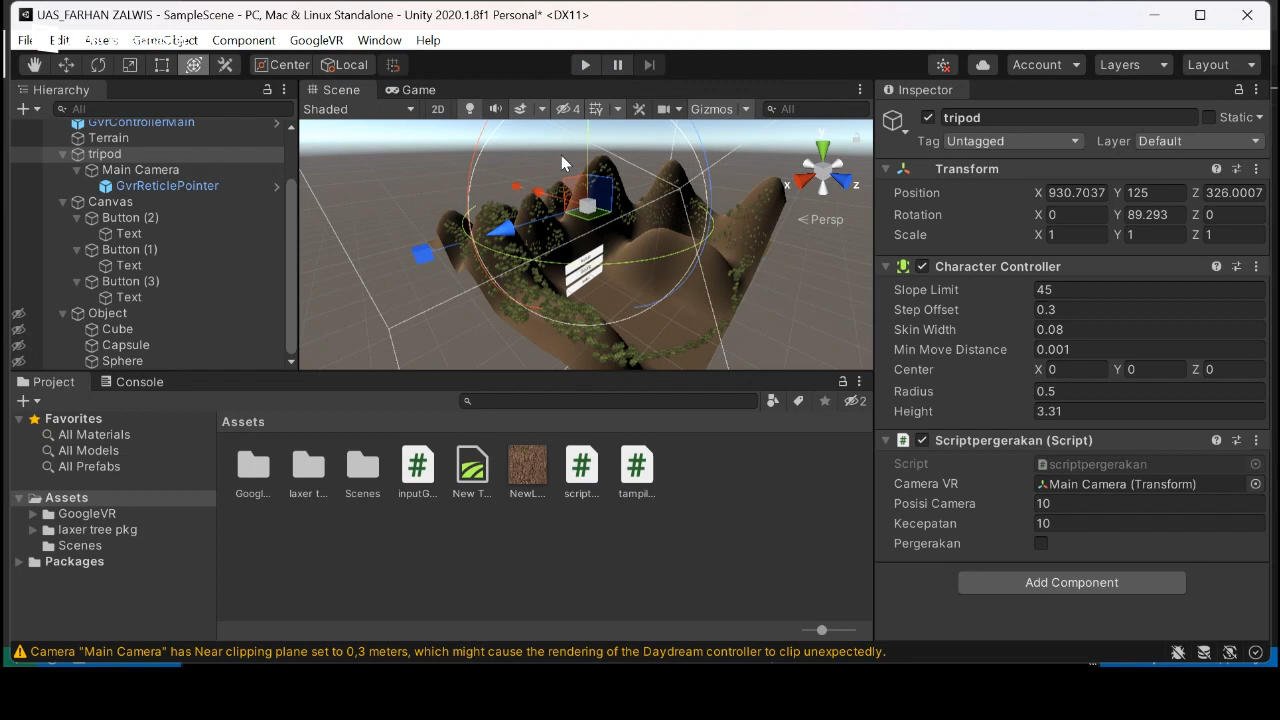 UAS_FARHAN ZALWIS - SampleScene - PC, Mac & Linux Standalone - Unity 2020.1.8f1 Personal* <DX11>
File Edit Assets GameObject Component GoogleVR Window Help
Center Local Account Layers Layout
Hierarchy
All
GvrControllerMain
Terrain
tripod
Main Camera
GvrReticlePointer
Canvas
Button (2)
Text
Button (1)
Text
Button (3)
Text
Object
Cube
Capsule
Sphere
Scene Game
Shaded 2D 4 Gizmos All
y
x
z
Persp
Inspector
tripod Static
Tag Untagged Layer Default
Transform
Position X 930.7037 Y 125 Z 326.0007
Rotation X 0 Y 89.293 Z 0
Scale X 1 Y 1 Z 1
Character Controller
Slope Limit 45
Step Offset 0.3
Skin Width 0.08
Min Move Distance 0.001
Center X 0 Y 0 Z 0
Radius 0.5
Height 3.31
Scriptpergerakan (Script)
Script scriptpergerakan
Camera VR Main Camera (Transform)
Posisi Camera 10
Kecepatan 10
Pergerakan
Add Component
Project Console
2
Favorites
All Materials
All Models
All Prefabs
Assets
GoogleVR
laxer tree pkg
Scenes
Packages
Assets
Googl... laxer t... Scenes inputG... New T... NewL... script... tampil...
Camera "Main Camera" has Near clipping plane set to 0,3 meters, which might cause the rendering of the Daydream controller to clip unexpectedly.